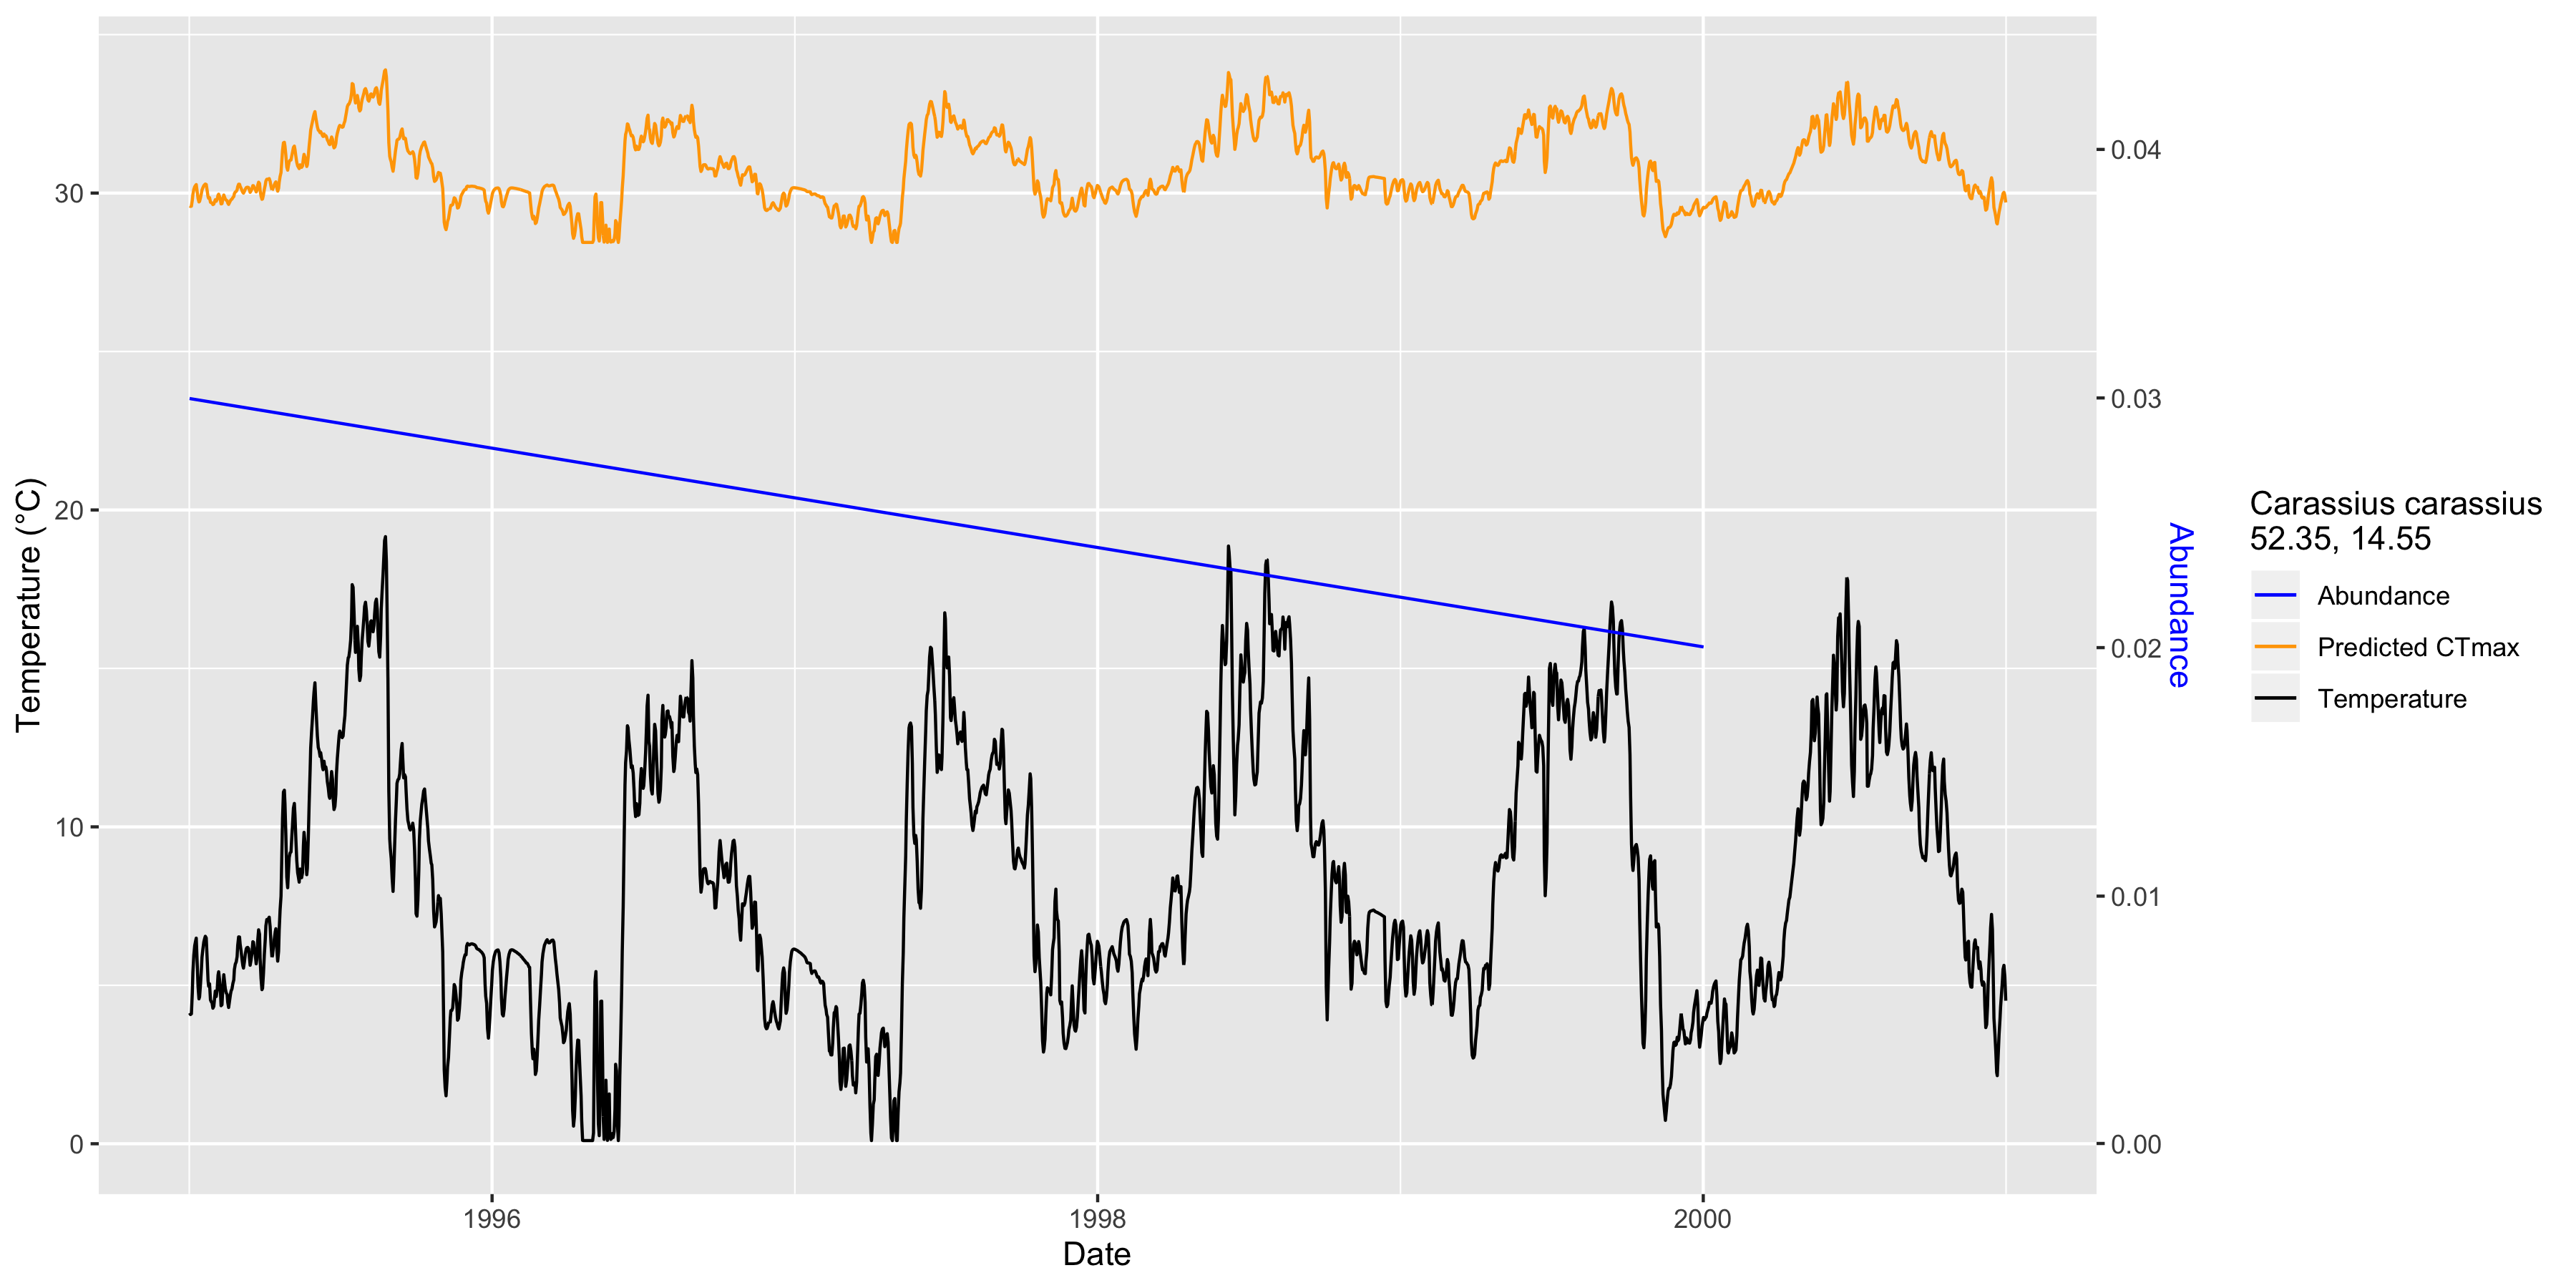 30
20
10
0
Temperature (°C)
1996
1998
2000
Date
0.04
0.03
0.02
0.01
0.00
Abundance
Carassius carassius
52.35, 14.55
Abundance
Predicted CTmax
Temperature